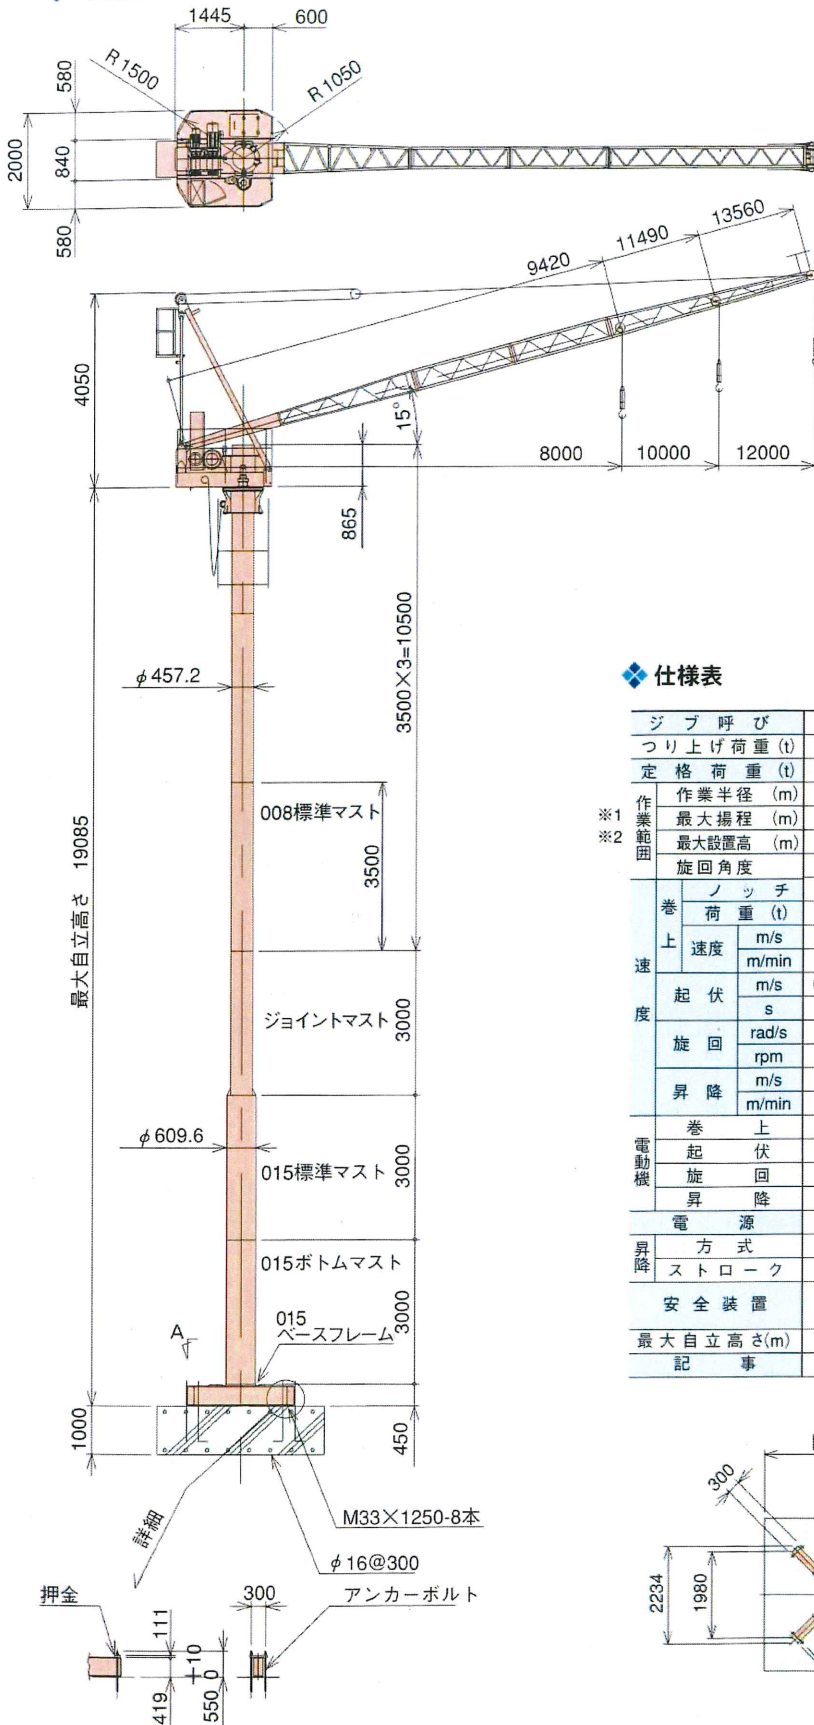 1445
600
R1500
R1050
580
2000
840
580
13560
11490
9420
4050
15°
8000
10000
12000
865
3500×3=10500
φ457.2
008標準マスト
3500
最大自立高さ 19085
ジョイントマスト
3000
φ609.6
015標準マスト
3000
015ボトムマスト
3000
015
ベースフレーム
A
1000
450
詳細
M33×1250-8本
φ16@300
押金
300
アンカーボルト
111
419
+10
550 0
仕様表
ジブ呼び
つり上げ荷重(t)
定格荷重(t)
作業範囲
作業半径 (m)
※1 最大揚程 (m)
※2 最大設置高 (m)
旋回角度
速度
巻上
ノッチ
荷重(t)
速度
m/s
m/min
起伏
m/s
s
旋回
rad/s
rpm
昇降
m/s
m/min
電動機
巻上
起伏
旋回
昇降
電源
昇降
方式
ストローク
安全装置
最大自立高さ(m)
記事
300
2234
1980